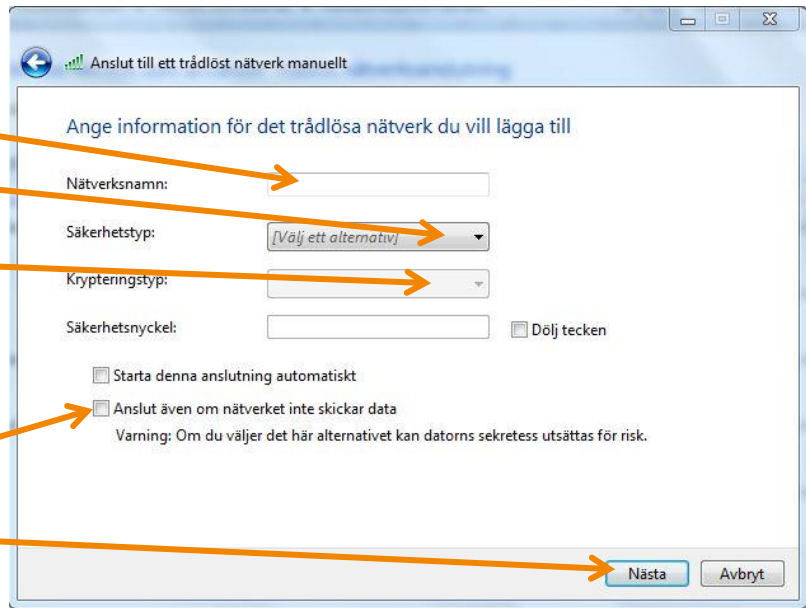 Anslut till ett trådlöst nätverk manuellt
Ange information för det trådlösa nätverk du vill lägga till
Nätverksnamn:
Säkerhetstyp:
[Välj ett alternativ]
Krypteringstyp:
Säkerhetsnyckel:
Dölj tecken
Starta denna anslutning automatiskt
Anslut även om nätverket inte skickar data
Varning: Om du väljer det här alternativet kan datorns sekretess utsättas för risk.
Nästa Avbryt